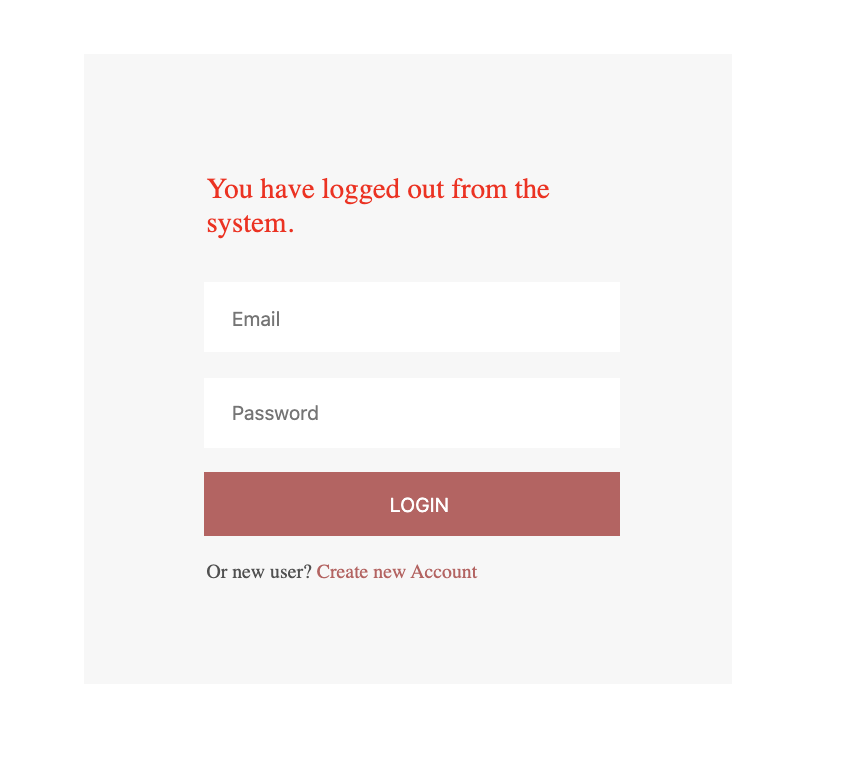 You have logged out from the
system.
Email
Password
LOGIN
Or new user? Create new Account